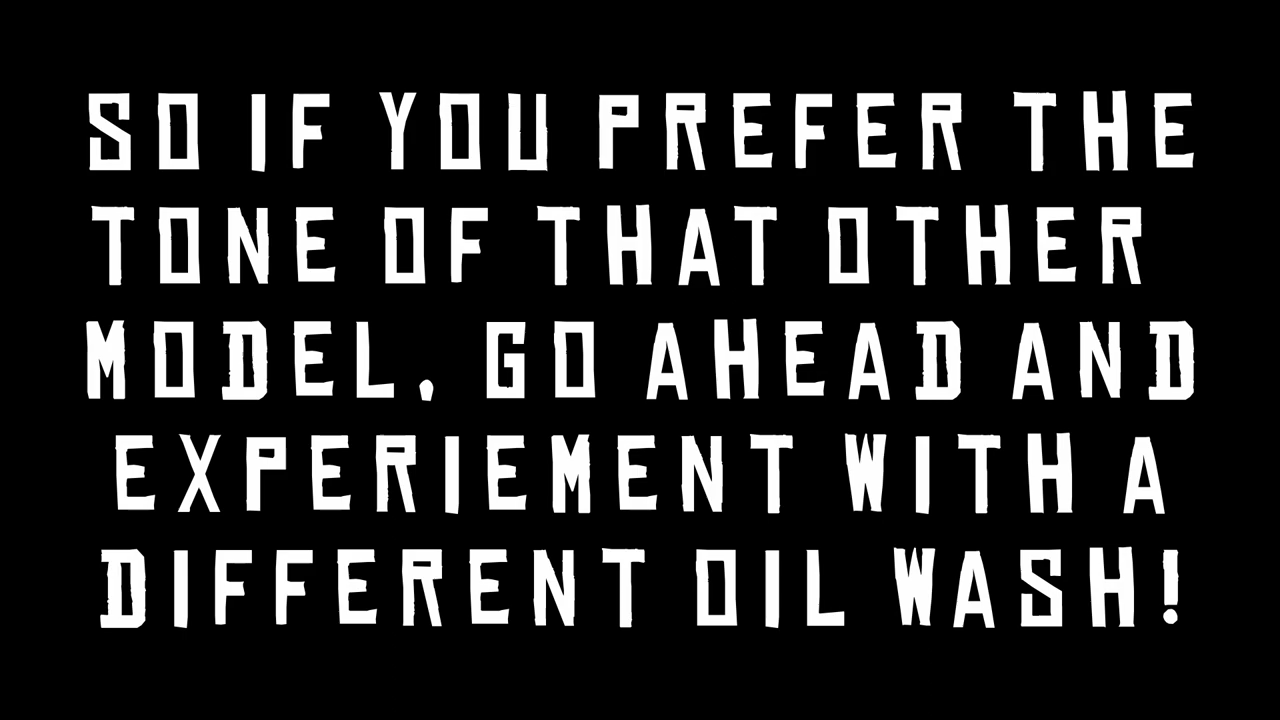 SO IF YOU PREFER THE
TONE OF THAT OTHER
MODEL, GO AHEAD AND
EXPERIEMENT WITH A
DIFFERENT OIL WASH!